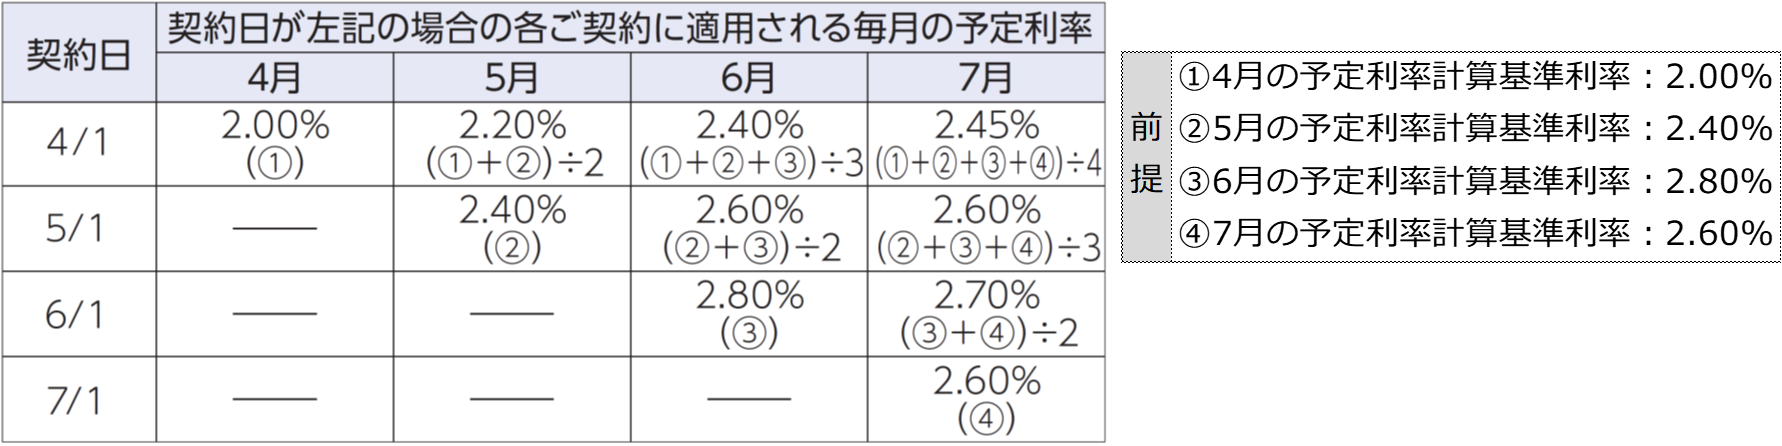 契約日
契約日が左記の場合の各ご契約に適用される毎月の予定利率
4月 5月 6月 7月
4/1
2.00% 2.20% 2.40% 2.45%
(①) (①+②)÷2 (①+②+③)÷3 (①+②+③+④)÷4
5/1
—— 2.40% 2.60% 2.60%
(②) (②+③)÷2 (②+③+④)÷3
6/1
—— —— 2.80% 2.70%
(③) (③+④)÷2
7/1
—— —— —— 2.60%
(④)
前提
①4月の予定利率計算基準利率：2.00%
②5月の予定利率計算基準利率：2.40%
③6月の予定利率計算基準利率：2.80%
④7月の予定利率計算基準利率：2.60%